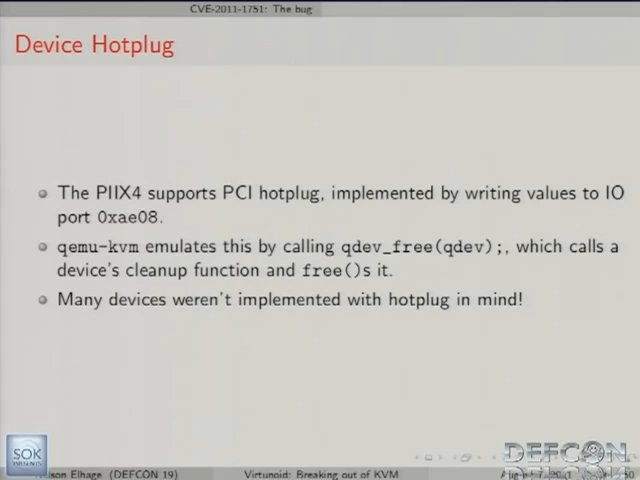 CVE-2011-1751: The bug
Device Hotplug
The PIIX4 supports PCI hotplug, implemented by writing values to IO
port 0xae08.
qemu-kvm emulates this by calling qdev_free(qdev);, which calls a
device's cleanup function and free()s it.
Many devices weren't implemented with hotplug in mind!
SOK
DEFCON
Elhage (DEFCON 19)
Virtunoid: Breaking out of KVM